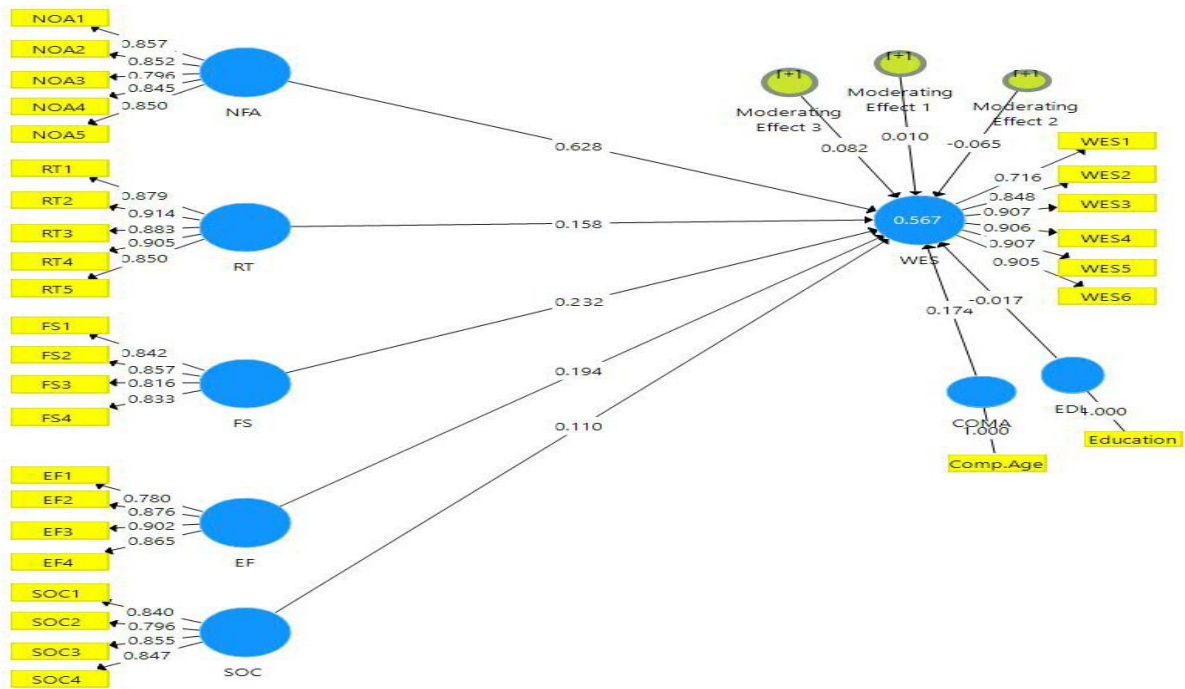 NOA1
NOA2
NOA3
NOA4
NOA5
0.857
0.852
0.796
0.845
0.850
NFA
RT1
RT2
RT3
RT4
RT5
0.879
0.914
0.883
0.905
0.850
RT
FS1
FS2
FS3
FS4
0.842
0.857
0.816
0.833
FS
EF1
EF2
EF3
EF4
0.780
0.876
0.902
0.865
EF
SOC1
SOC2
SOC3
SOC4
0.840
0.796
0.855
0.847
SOC
0.628
0.158
0.232
0.194
0.110
[+]
Moderating
Effect 3
0.082
[+]
Moderating
Effect 1
0.010
[+]
Moderating
Effect 2
-0.065
0.567
WES
0.716
0.848
0.907
0.906
0.907
0.905
WES1
WES2
WES3
WES4
WES5
WES6
0.174
-0.017
COMA
1.000
Comp.Age
EDL
1.000
Education